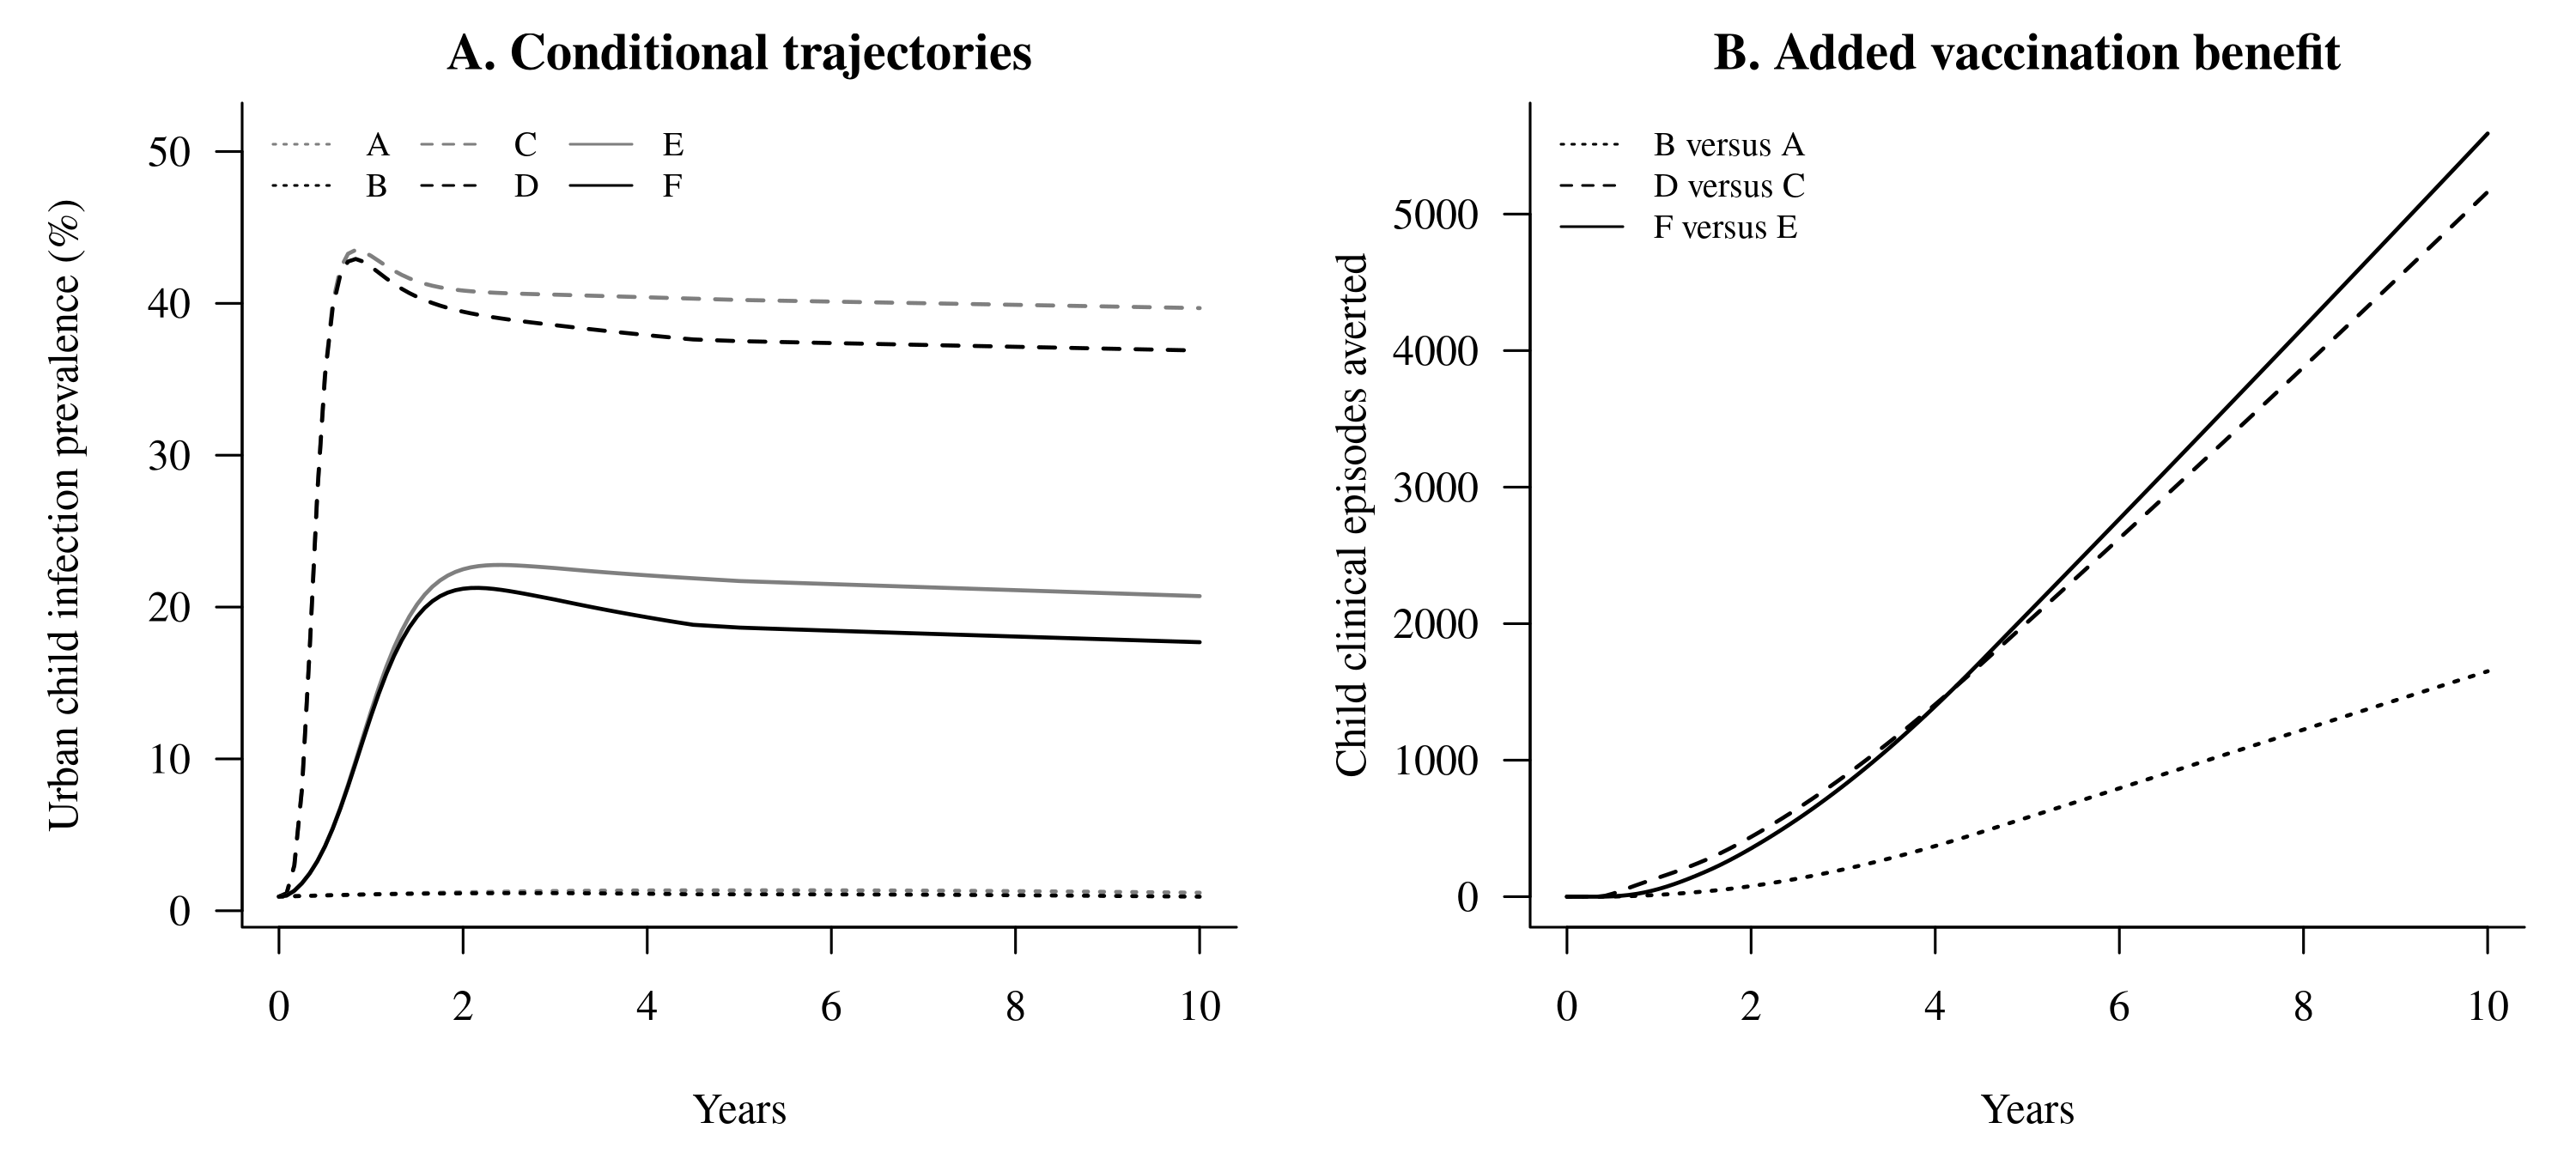 A. Conditional trajectories
Urban child infection prevalence (%)
50
40
30
20
10
0
A C E
B D F
0 2 4 6 8 10
Years
B. Added vaccination benefit
Child clinical episodes averted
5000
4000
3000
2000
1000
0
B versus A
D versus C
F versus E
0 2 4 6 8 10
Years